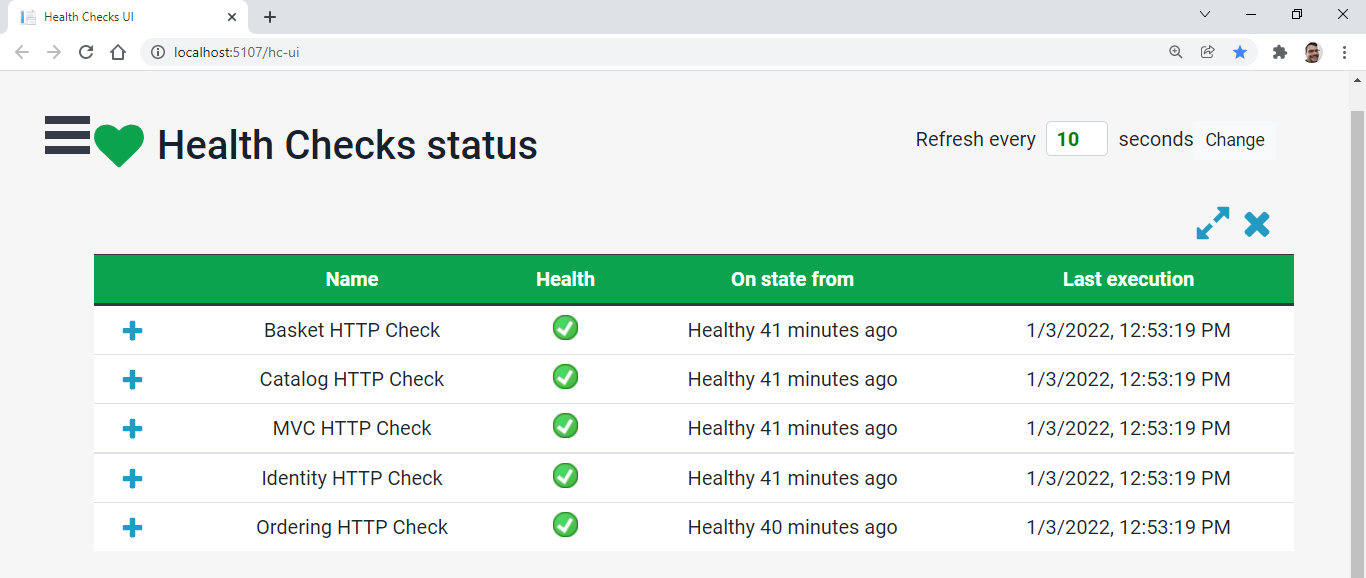 Health Checks UI
localhost:5107/hc-ui
Health Checks status
Refresh every 10 seconds Change
Name Health On state from Last execution
Basket HTTP Check Healthy 41 minutes ago 1/3/2022, 12:53:19 PM
Catalog HTTP Check Healthy 41 minutes ago 1/3/2022, 12:53:19 PM
MVC HTTP Check Healthy 41 minutes ago 1/3/2022, 12:53:19 PM
Identity HTTP Check Healthy 41 minutes ago 1/3/2022, 12:53:19 PM
Ordering HTTP Check Healthy 40 minutes ago 1/3/2022, 12:53:19 PM